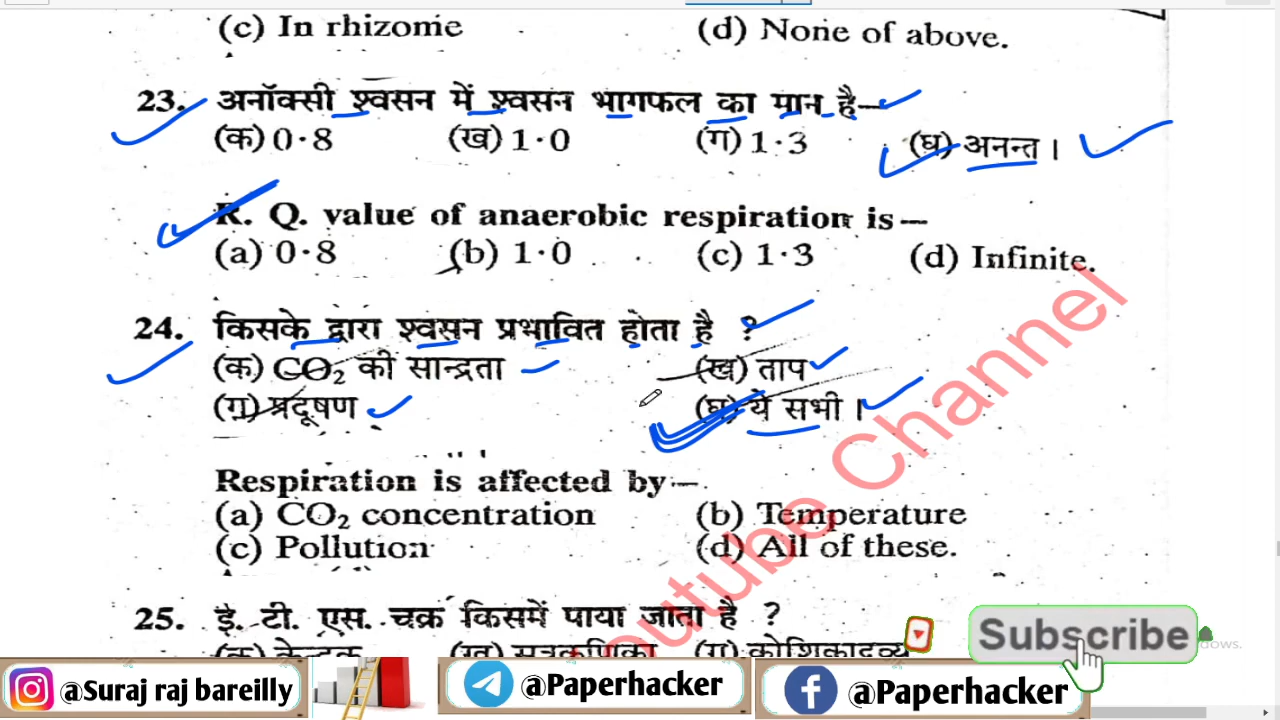 (c) In rhizome (d) None of above.
23. अनॉक्सी श्वसन में श्वसन भागफल का मान है—
(क) 0·8 (ख) 1·0 (ग) 1·3 (घ) अनन्त।
R. Q. value of anaerobic respiration is—
(a) 0·8 (b) 1·0 (c) 1·3 (d) Infinite.
24. किसके द्वारा श्वसन प्रभावित होता है ?
(क) CO₂ की सान्द्रता (ख) ताप
(ग) प्रदूषण (घ) ये सभी।
Respiration is affected by—
(a) CO₂ concentration (b) Temperature
(c) Pollution (d) All of these.
25. ई. टी. एस. चक्र किसमें पाया जाता है ?
(क) केन्द्रक (ख) सूत्रकणिका (ग) कोशिकाद्रव्य
Youtube Channel
Subscribe
@Suraj raj bareilly @Paperhacker @Paperhacker